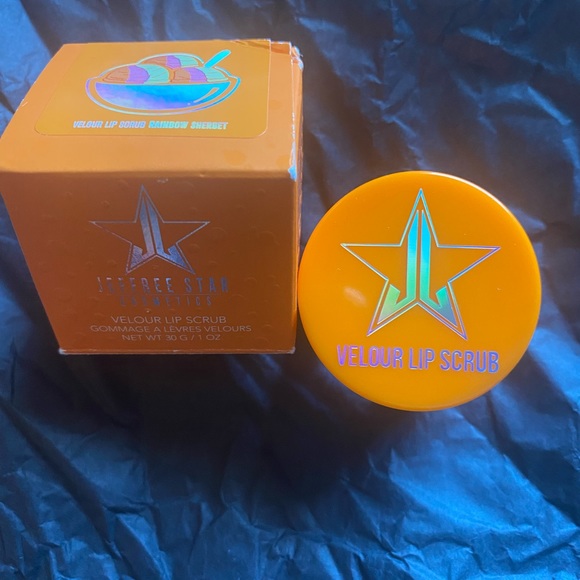 VELOUR LIP SCRUB RAINBOW SHERBET
JEFFREE STAR
COSMETICS
VELOUR LIP SCRUB
GOMMAGE A LÈVRES VELOURS
NET WT 30 G / 1 OZ
VELOUR LIP SCRUB